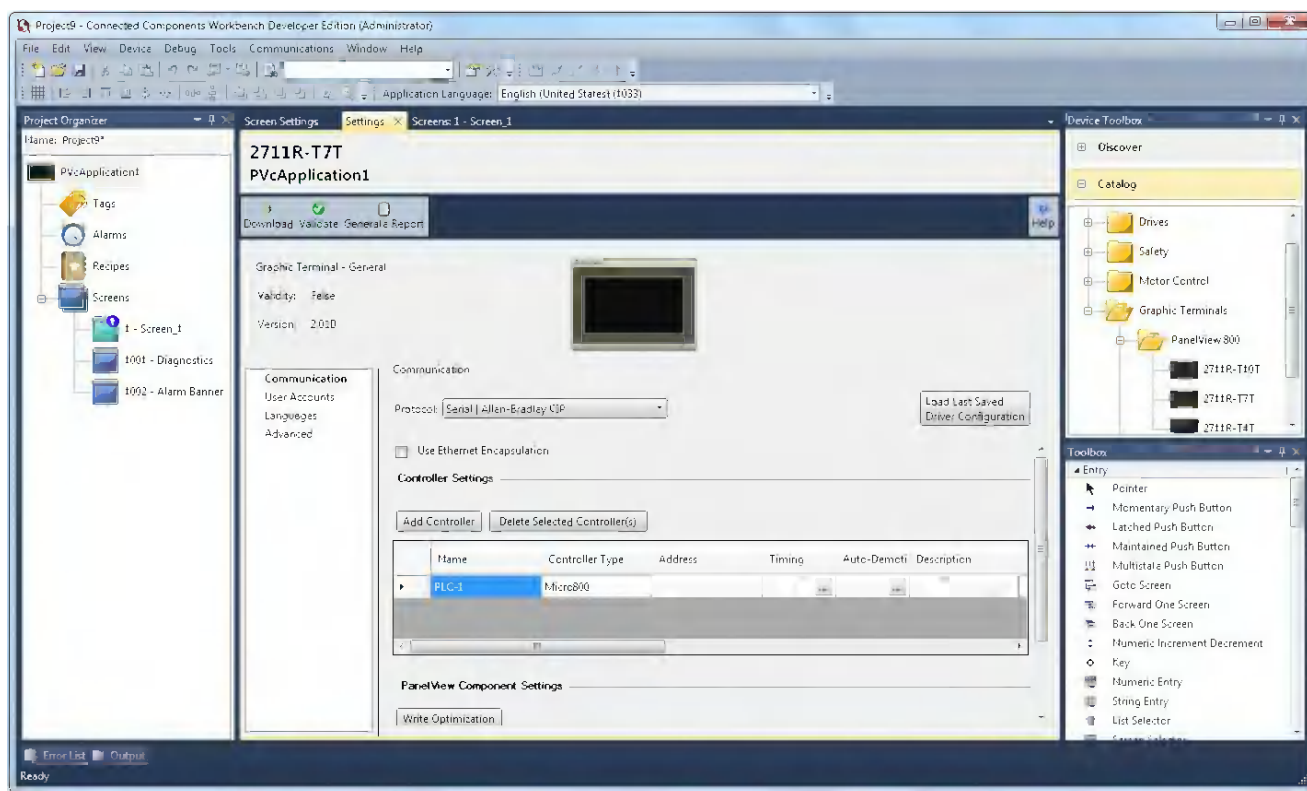 Project9 - Connected Components Workbench Developer Edition (Administrator)
File Edit View Device Debug Tools Communications Window Help
Application Language: English (United States) (1033)
Project Organizer
Name: Project9*
PVcApplication1
Tags
Alarms
Recipes
Screens
1 - Screen_1
1001 - Diagnostics
1002 - Alarm Banner
Screen Settings Settings Screens: 1 - Screen_1
2711R-T7T
PVcApplication1
Download Validate Generate Report
Help
Graphic Terminal - General
Validity: False
Version: 2.010
Communication
User Accounts
Languages
Advanced
Communication
Protocol: Serial | Allen-Bradley CIP
Load Last Saved
Driver Configuration
Use Ethernet Encapsulation
Controller Settings
Add Controller Delete Selected Controller(s)
Name Controller Type Address Timing Auto-Demoti Description
PLC-1 Micro800
PanelView Component Settings
Write Optimization
Device Toolbox
Discover
Catalog
Drives
Safety
Motor Control
Graphic Terminals
PanelView 800
2711R-T10T
2711R-T7T
2711R-T4T
Toolbox
Entry
Pointer
Momentary Push Button
Latched Push Button
Maintained Push Button
Multistate Push Button
Goto Screen
Forward One Screen
Back One Screen
Numeric Increment Decrement
Key
Numeric Entry
String Entry
List Selector
Error List Output
Ready